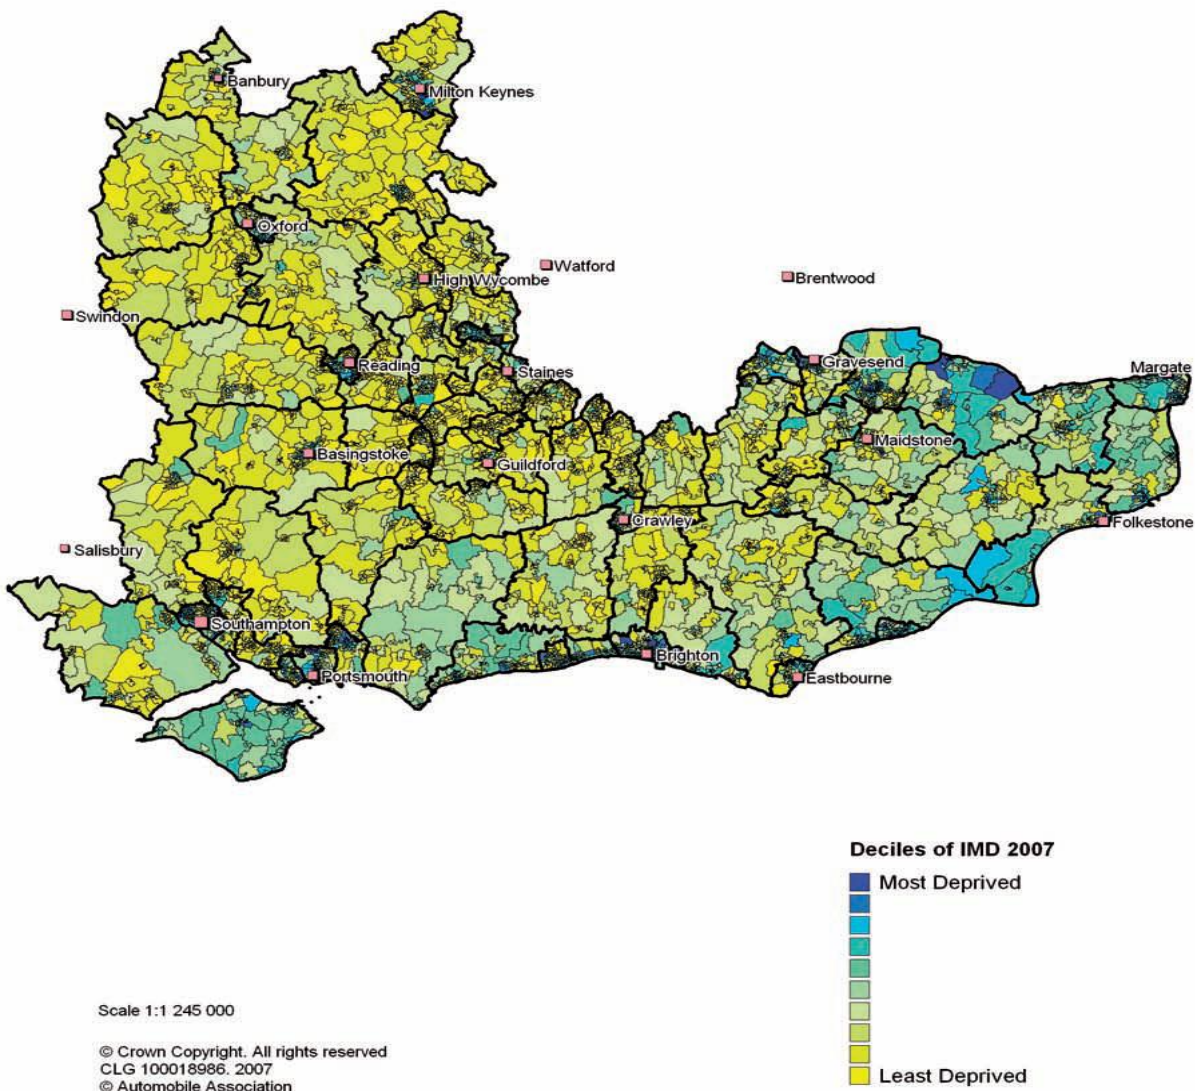 Banbury
Milton Keynes
Oxford
Watford
High Wycombe
Brentwood
Swindon
Reading
Staines
Gravesend
Margate
Maidstone
Basingstoke
Guildford
Crawley
Folkestone
Salisbury
Southampton
Brighton
Portsmouth
Eastbourne
Deciles of IMD 2007
Most Deprived
Least Deprived
Scale 1:1 245 000
© Crown Copyright. All rights reserved
CLG 100018986. 2007
© Automobile Association